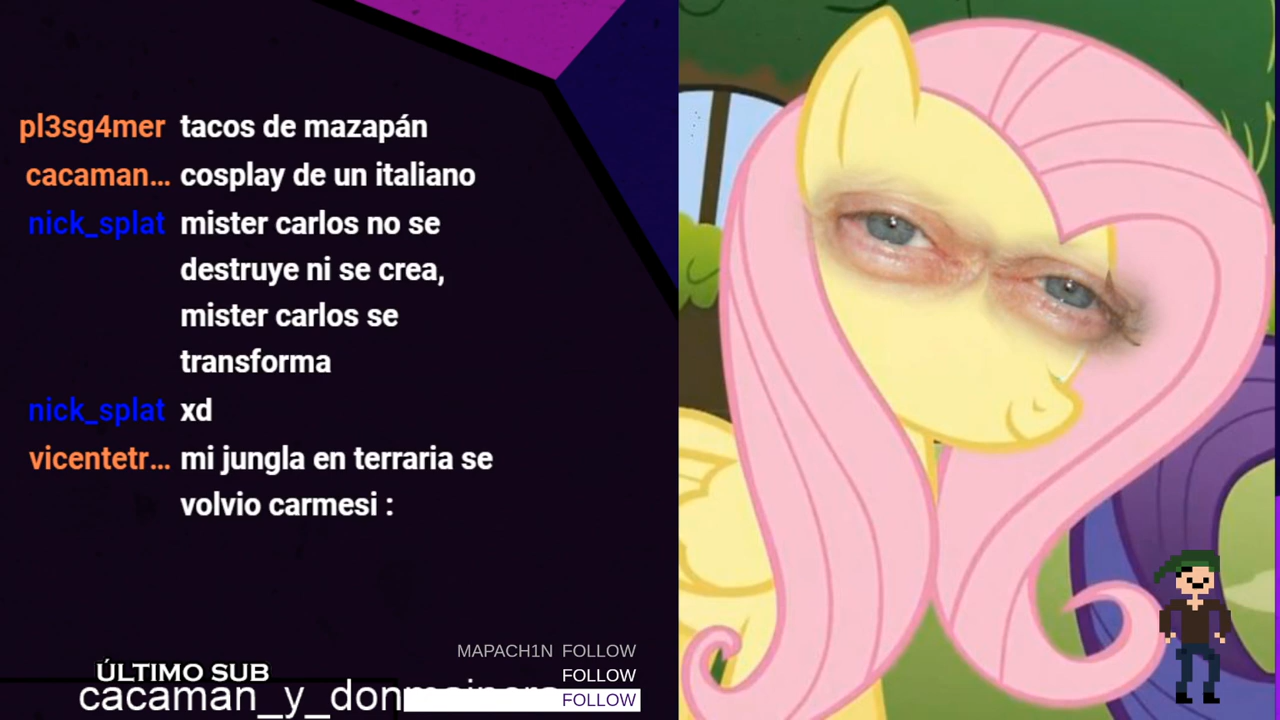 pl3sg4mer tacos de mazapán
cacaman... cosplay de un italiano
nick_splat mister carlos no se
destruye ni se crea,
mister carlos se
transforma
nick_splat xd
vicentetr... mi jungla en terraria se
volvio carmesi :
MAPACH1N FOLLOW
FOLLOW
FOLLOW
ÚLTIMO SUB
cacaman_y_don